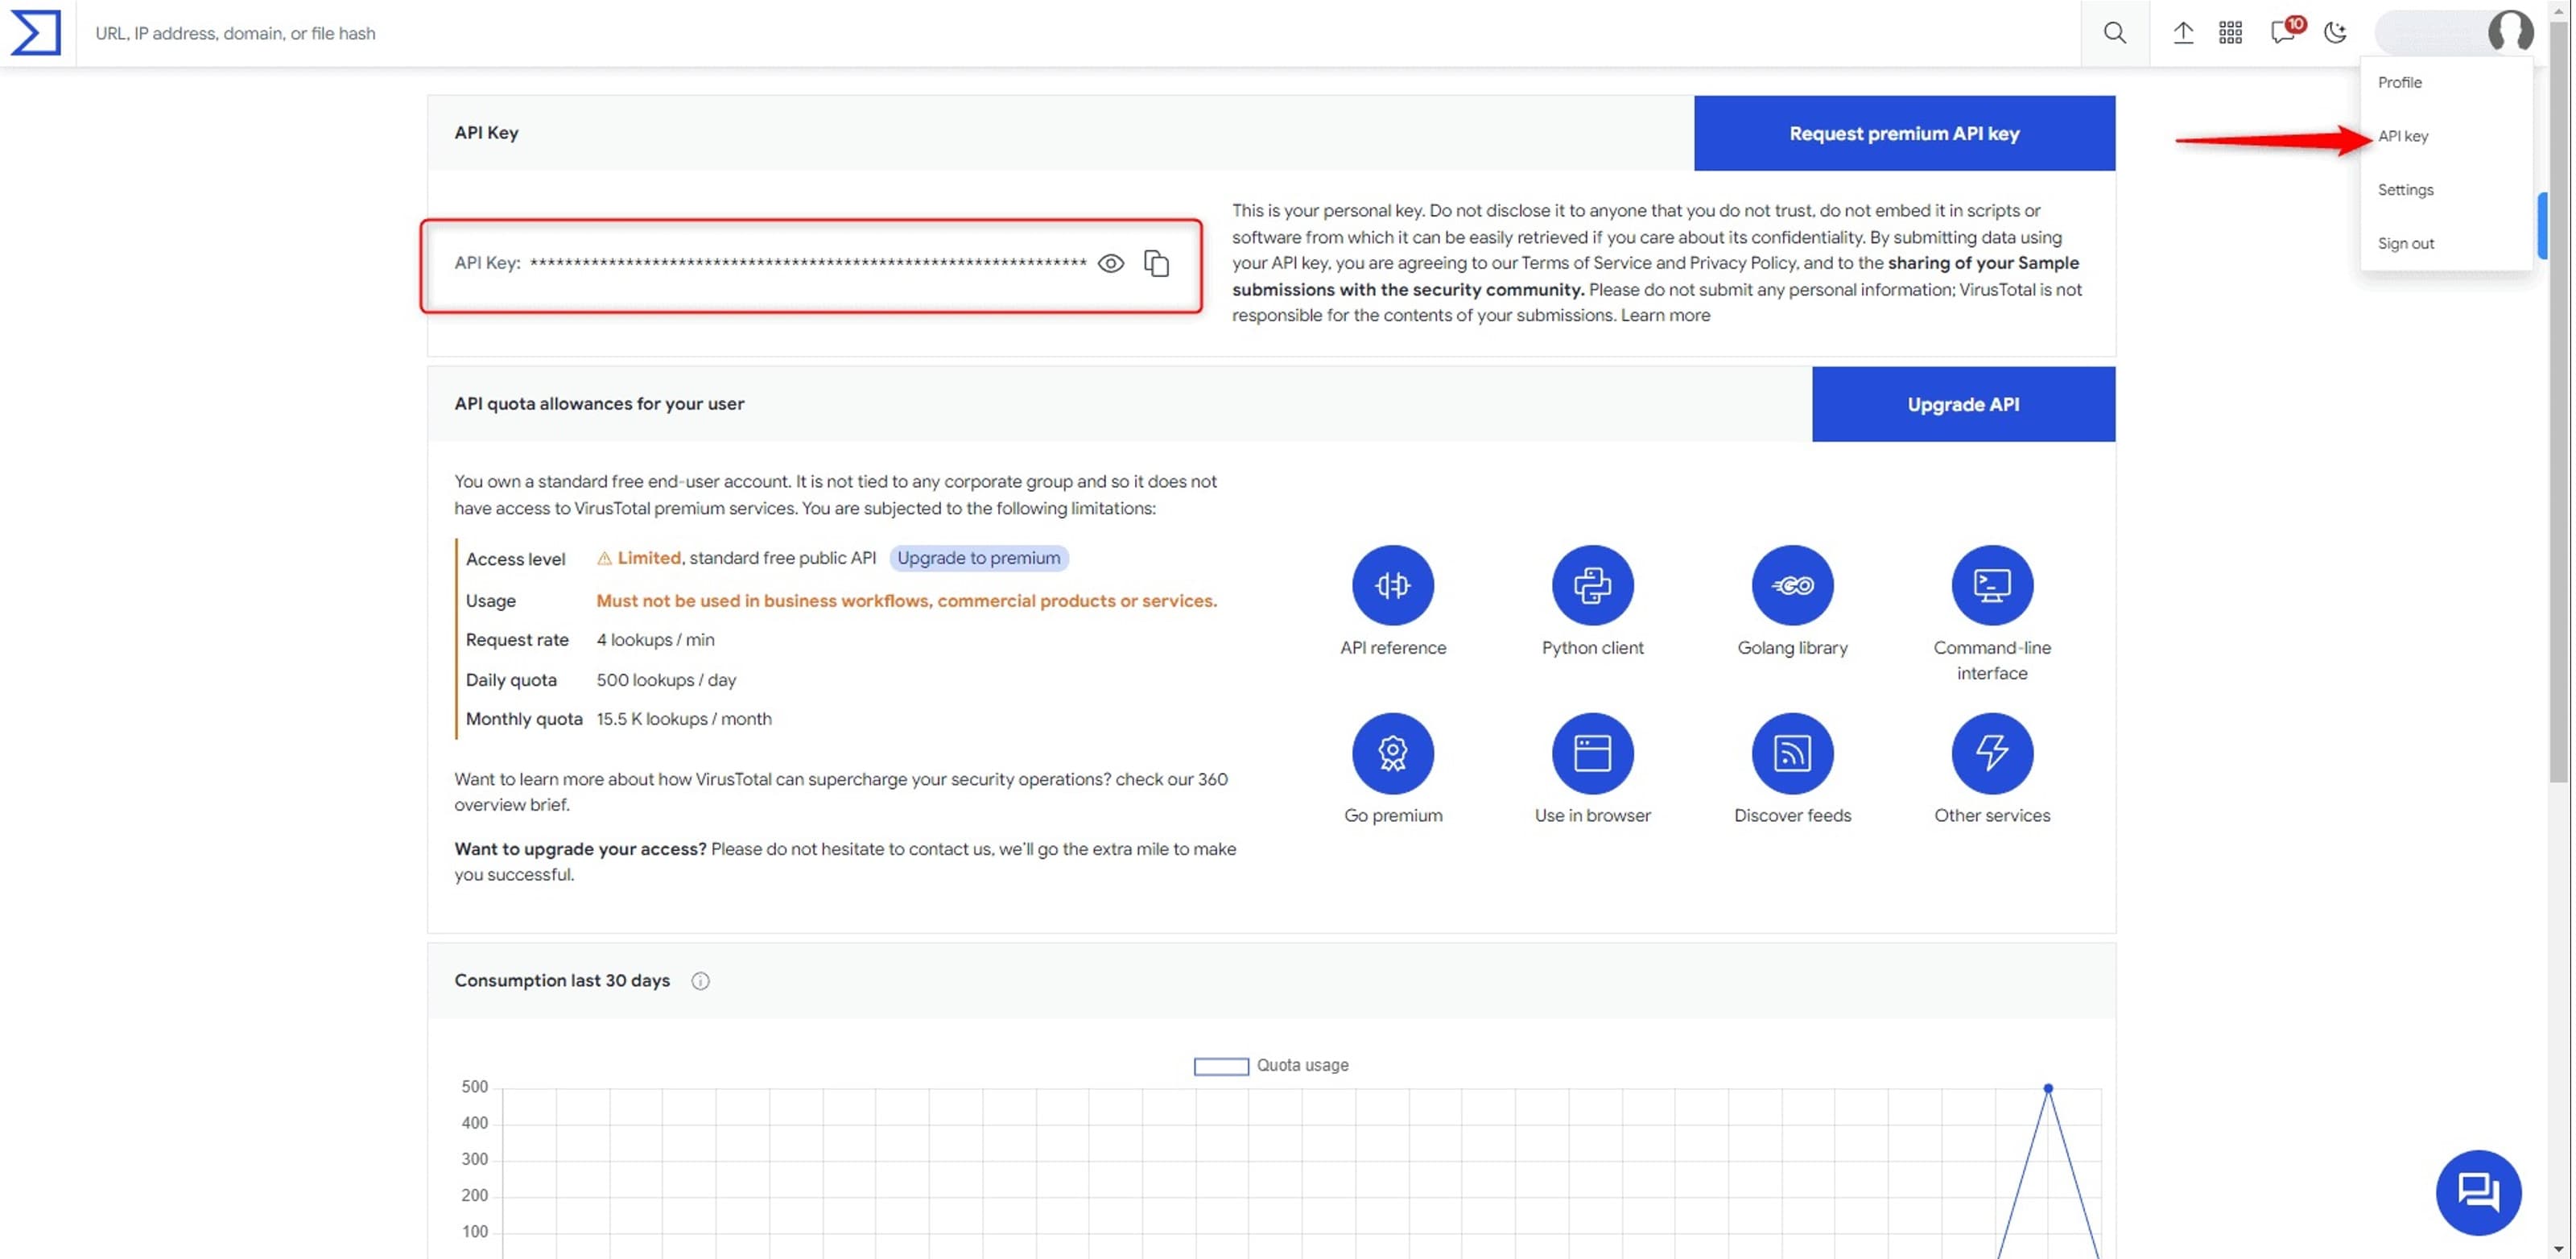 URL, IP address, domain, or file hash
10
Profile
API key
Settings
Sign out
API Key
Request premium API key
API Key: ****************************************************************
This is your personal key. Do not disclose it to anyone that you do not trust, do not embed it in scripts or
software from which it can be easily retrieved if you care about its confidentiality. By submitting data using
your API key, you are agreeing to our Terms of Service and Privacy Policy, and to the sharing of your Sample
submissions with the security community. Please do not submit any personal information; VirusTotal is not
responsible for the contents of your submissions. Learn more
API quota allowances for your user
Upgrade API
You own a standard free end-user account. It is not tied to any corporate group and so it does not
have access to VirusTotal premium services. You are subjected to the following limitations:
Access level Limited, standard free public API Upgrade to premium
Usage Must not be used in business workflows, commercial products or services.
Request rate 4 lookups / min
Daily quota 500 lookups / day
Monthly quota 15.5 K lookups / month
Want to learn more about how VirusTotal can supercharge your security operations? check our 360
overview brief.
Want to upgrade your access? Please do not hesitate to contact us, we'll go the extra mile to make
you successful.
API reference
Python client
GO
Golang library
Command-line
interface
Go premium
Use in browser
Discover feeds
Other services
Consumption last 30 days
Quota usage
500
400
300
200
100